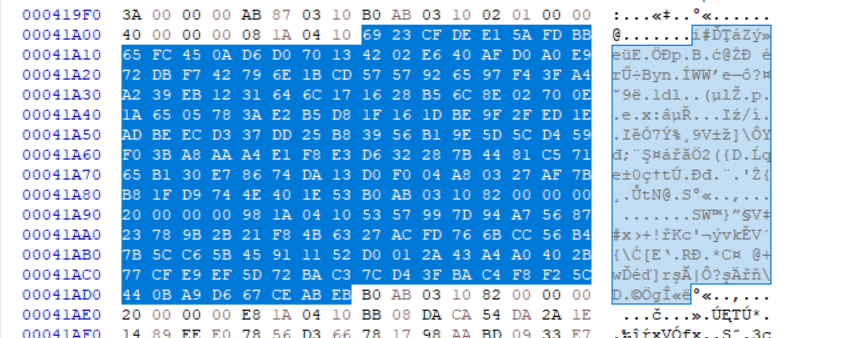 000419F0 3A 00 00 00 AB 87 03 10 B0 AB 03 10 02 01 00 00 :...«‡..°«......
00041A00 40 00 00 00 08 1A 04 10 69 23 CF DE E1 5A FD BB @.......i#ĎŢáZý»
00041A10 65 FC 45 0A D6 D0 70 13 42 02 E6 40 AF D0 A0 E9 eüE.ÖĐp.B.ć@ŻĐ é
00041A20 72 DB F7 42 79 6E 1B CD 57 57 92 65 97 F4 3F A4 rŰ÷Byn.ÍWW’e—ô?¤
00041A30 A2 39 EB 12 31 64 6C 17 16 28 B5 6C 8E 02 70 0E ˘9ë.1dl..(µlŽ.p.
00041A40 1A 65 05 78 3A E2 B5 D8 1F 16 1D BE 9F 2F ED 1E .e.x:âµŘ...Iź/í.
00041A50 AD BE EC CD 37 DD 25 B8 39 56 B1 9E 5D 5C CD 4 59
00041A60 F0 3B A8 AA A4 E1 F8 E3 D6 32 28 7B 44 81 C5 71 đ;¨Ş¤ářăÖ2({D.Ĺq
00041A70 65 B1 30 E7 86 74 DA 13 D0 F0 04 A8 03 27 AF 7B e±0ç†tÚ.Đđ.¨.'Ż{
00041A80 B8 1F D9 74 4E 40 1E 53 B0 AB 03 10 82 00 00 00 ¸.ŮtN@.S°«..‚...
00041A90 20 00 00 00 98 1A 04 10 53 57 99 7D 94 A7 56 87 .......SW™}”§V‡
00041AA0 23 78 9B 2B 21 F8 4B 63 27 AC FD 76 6B CC 56 B4 #x›+!řKc'¬ývkĚV´
00041AB0 7B 5C C6 5B 45 91 11 52 D0 01 2A 43 A4 A0 40 2B {\Ć[E‘.RĐ.*C¤ @+
00041AC0 77 CF E9 EF 5D 72 BA C3 7C D4 3F BA C4 F8 F2 5C wĎéď]rşĂ|Ô?şÄřň\
00041AD0 44 0B A9 D6 67 CE AB EB B0 AB 03 10 82 00 00 00 D.©ÖgÎ«ë°«..‚...
00041AE0 20 00 00 00 E8 1A 04 10 BB 08 DA CA 54 DA 2A 1E ...č...».ÚĘTÚ*.
00041AF0 14 89 EE F0 78 56 D3 66 78 17 98 AA BD 09 33 E7